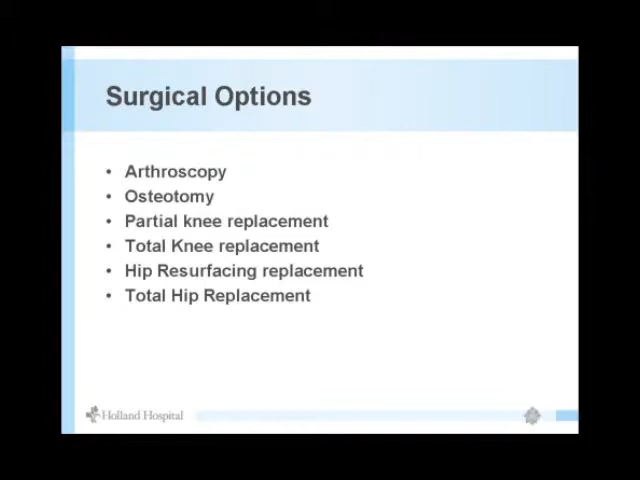 Surgical Options
• Arthroscopy
• Osteotomy
• Partial knee replacement
• Total Knee replacement
• Hip Resurfacing replacement
• Total Hip Replacement
Holland Hospital